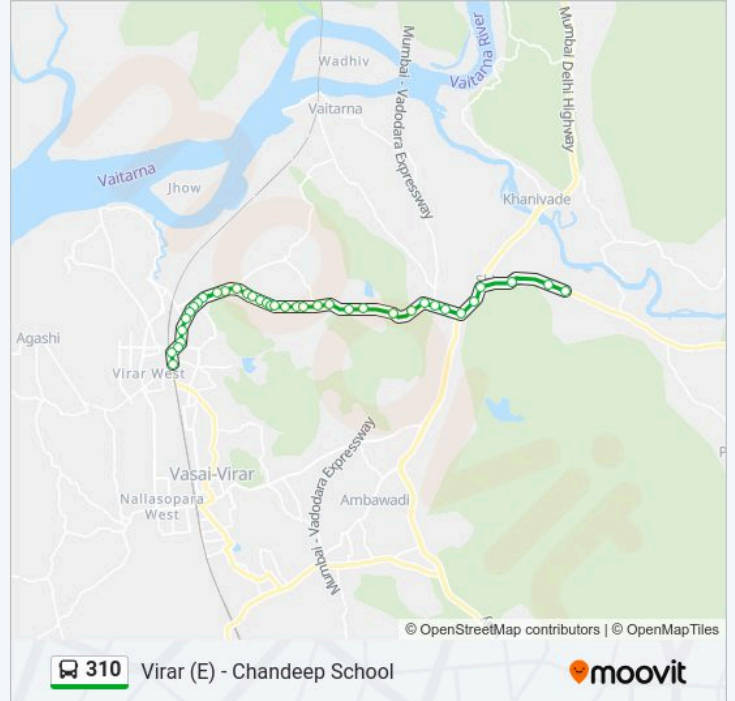 Wadhiv
Vaitarna River
Mumbai Delhi Highway
Mumbai - Vadodara Expressway
Vaitarna
Vaitarna
Jhow
Khanivade
Agashi
Virar West
Vasai-Virar
Nallasopara
West
Mumbai - Vadodara Expressway
Ambawadi
© OpenStreetMap contributors | © OpenMapTiles
310 Virar (E) - Chandeep School
moovit